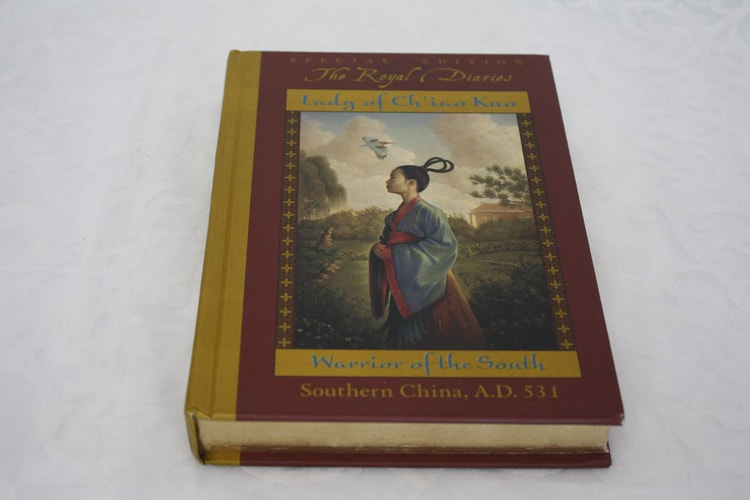 SPECIAL EDITION
The Royal Diaries
Lady of Ch'iao Kuo
Warrior of the South
Southern China, A.D. 531